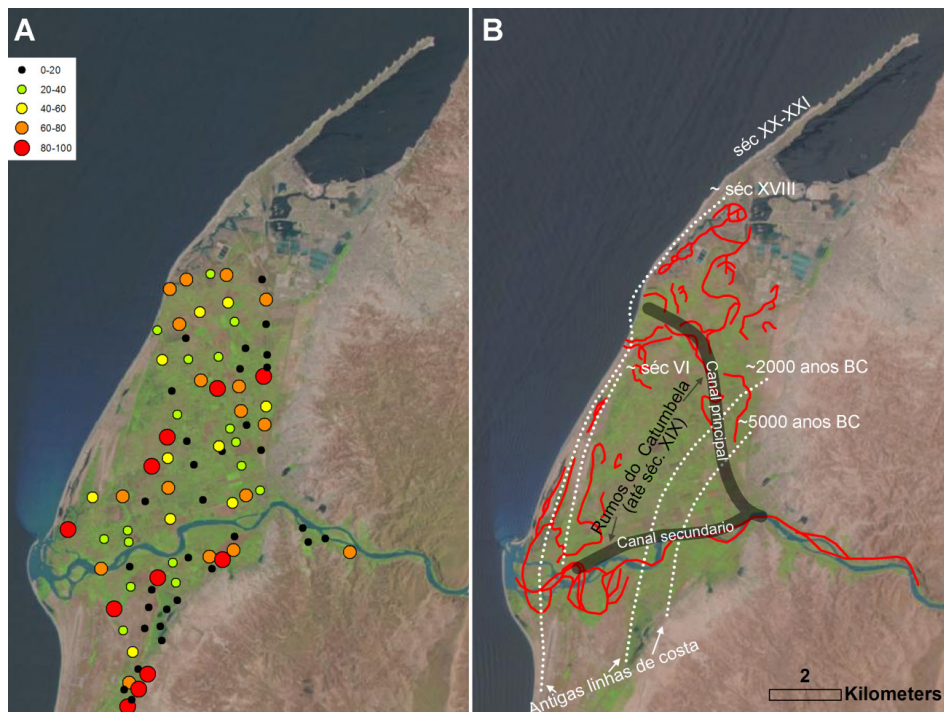 A
0-20
20-40
40-60
60-80
80-100
B
séc XX-XXI
~ séc XVIII
~ séc VI
~2000 anos BC
~5000 anos BC
Canal principal
Rumos do Catumbela
(até séc. XIX)
Canal secundario
Antigas linhas de costa
2
Kilometers